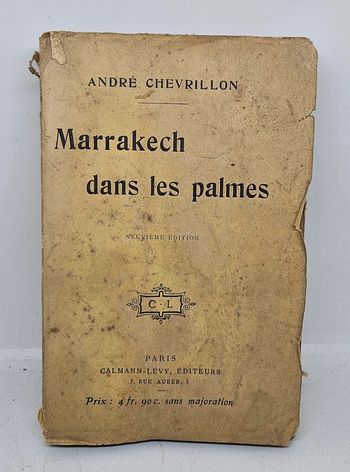 ANDRÉ CHEVRILLON
Marrakech
dans les palmes
NEUVIÈME ÉDITION
C · L
PARIS
CALMANN-LÉVY, ÉDITEURS
3, RUE AUBER, 3
Prix : 4 fr. 90 c. sans majoration